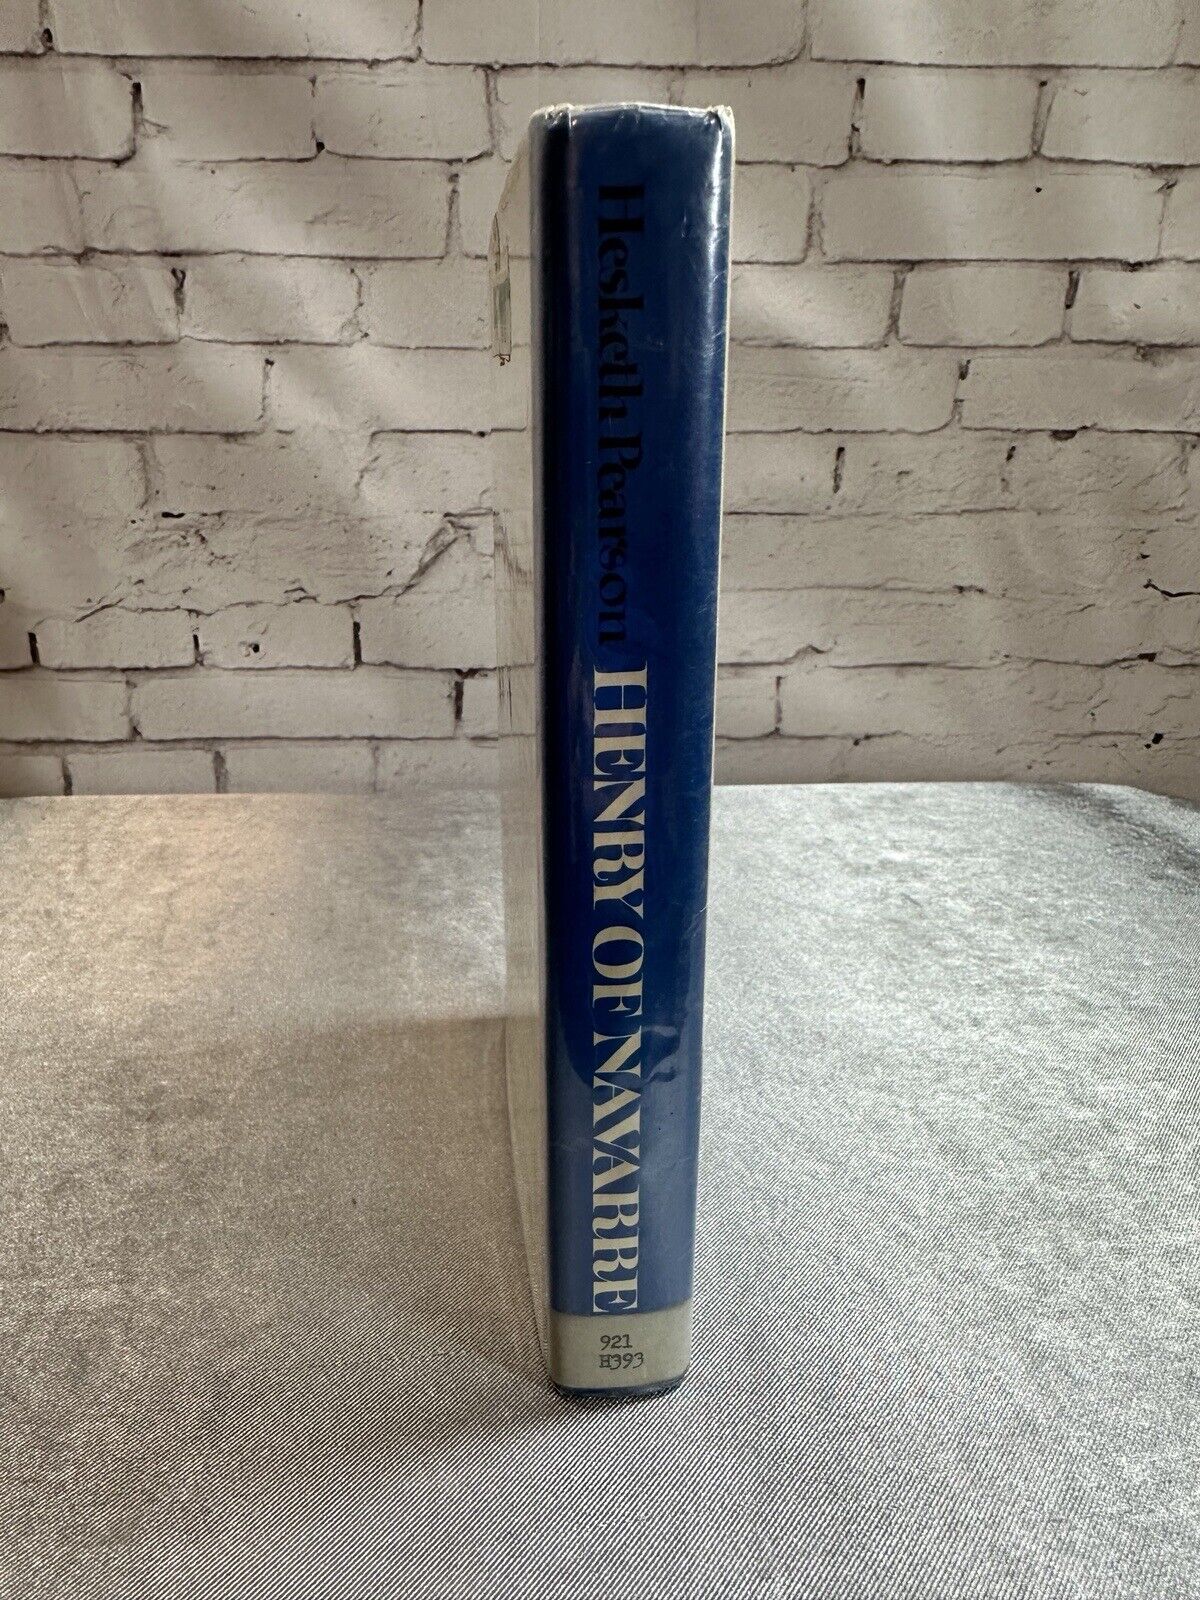 Hesketh Pearson HENRY OF NAVARRE
921
H393